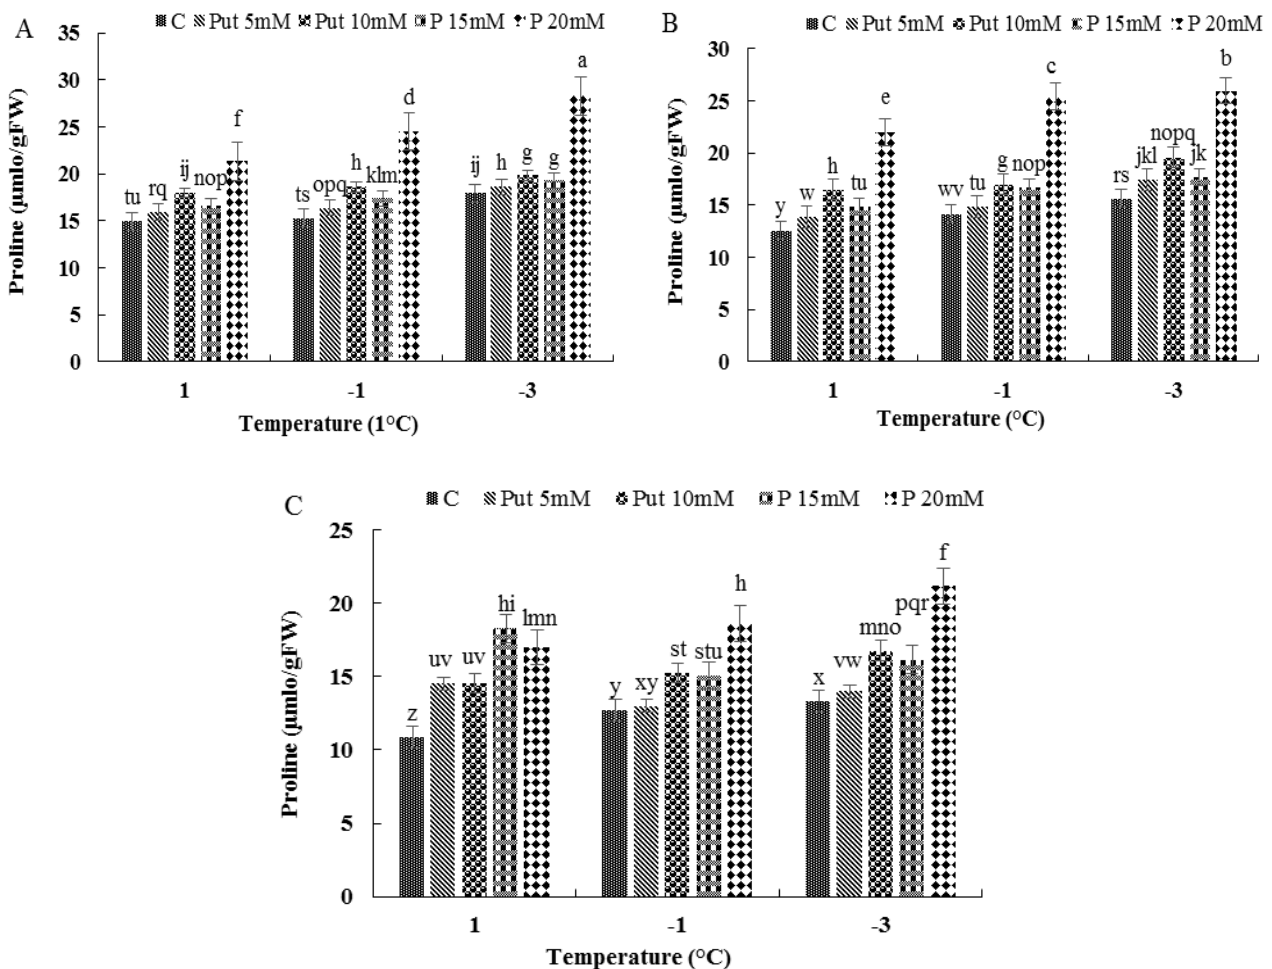 A
C Put 5mM Put 10mM P 15mM P 20mM
35
30
25
20
15
10
5
0
Proline (µmlo/gFW)
tu rq ij nop f
ts opq h klm d
ij h g g a
1 -1 -3
Temperature (1°C)
B
C Put 5mM Put 10mM P 15mM P 20mM
30
25
20
15
10
5
0
Proline (µmlo/gFW)
y w h tu e
wv tu g nop c
rs jkl nopq jk b
1 -1 -3
Temperature (°C)
C
C Put 5mM Put 10mM P 15mM P 20mM
25
20
15
10
5
0
Proline (µmlo/gFW)
z uv uv hi lmn
y xy st stu h
x vw mno pqr f
1 -1 -3
Temperature (°C)